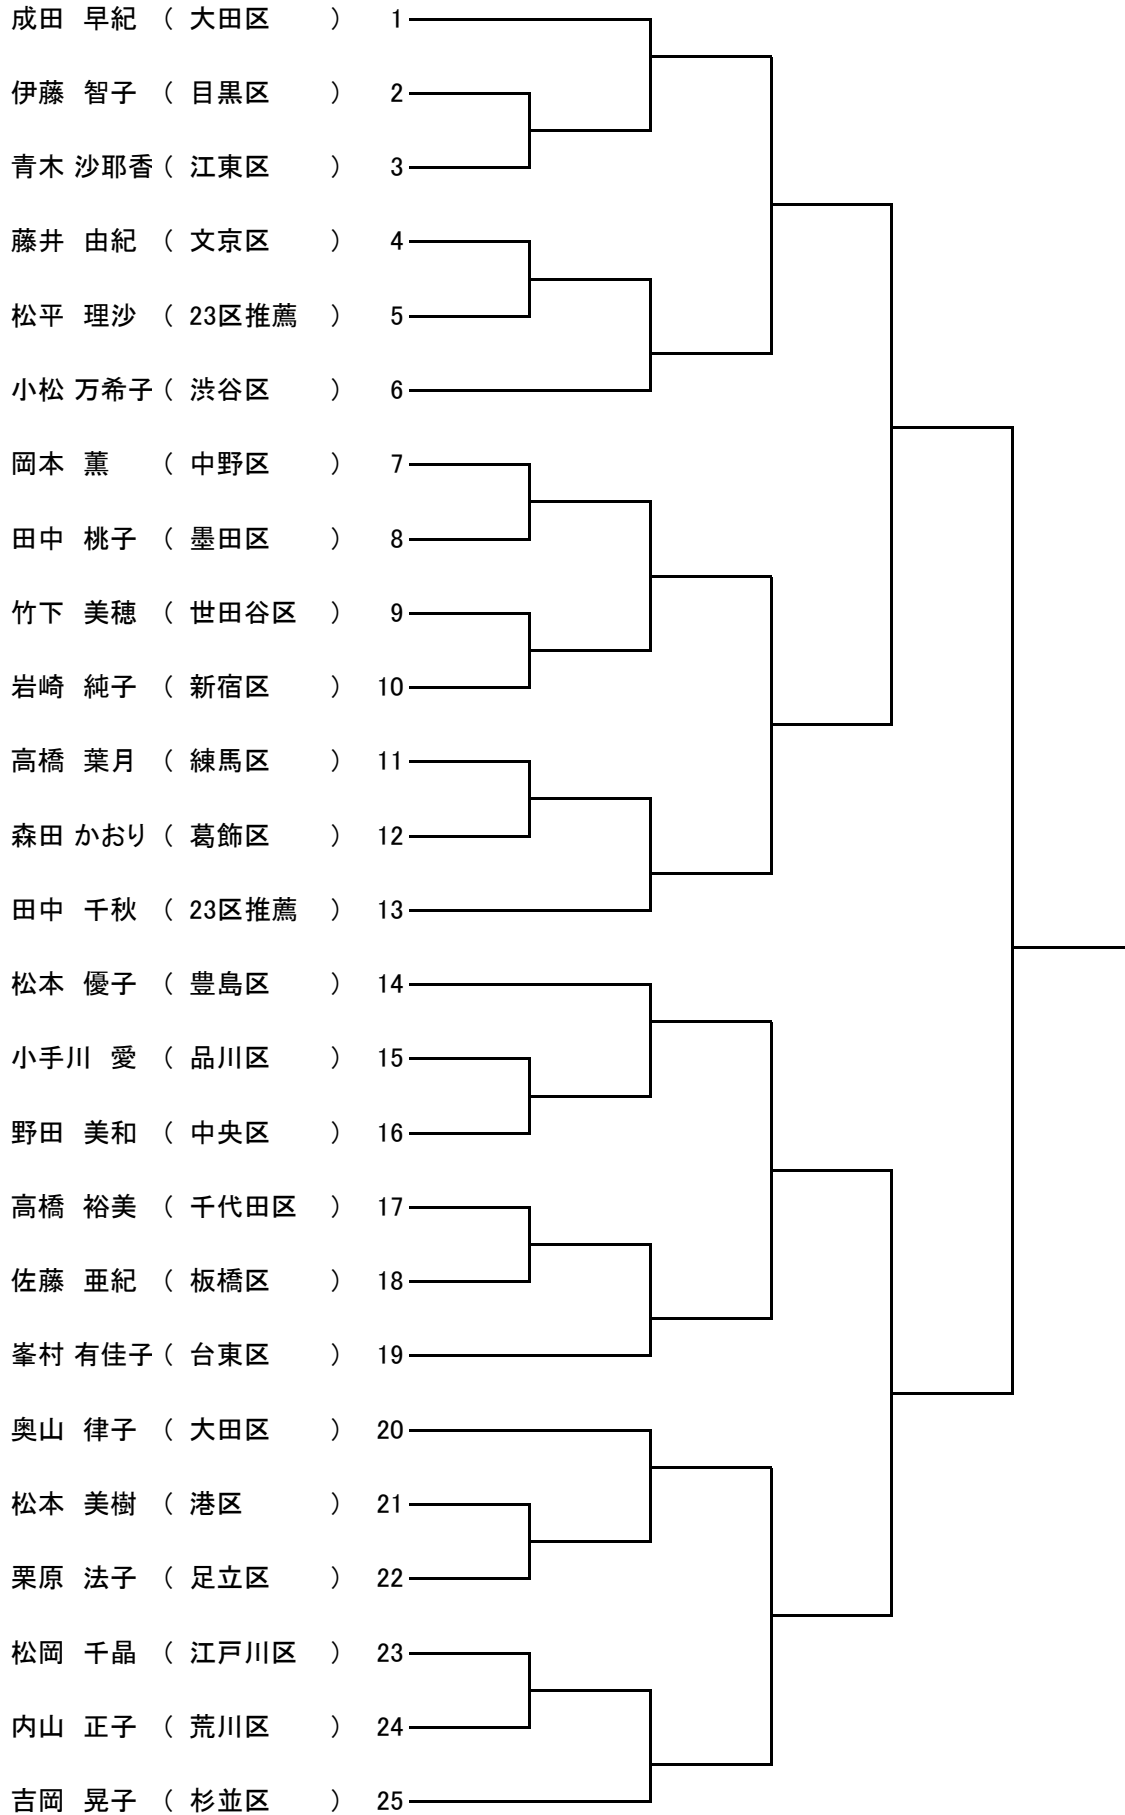 成田 早紀 ( 大田区 ) 1
伊藤 智子 ( 目黒区 ) 2
青木 沙耶香 ( 江東区 ) 3
藤井 由紀 ( 文京区 ) 4
松平 理沙 ( 23区推薦 ) 5
小松 万希子 ( 渋谷区 ) 6
岡本 薫 ( 中野区 ) 7
田中 桃子 ( 墨田区 ) 8
竹下 美穂 ( 世田谷区 ) 9
岩崎 純子 ( 新宿区 ) 10
高橋 葉月 ( 練馬区 ) 11
森田 かおり ( 葛飾区 ) 12
田中 千秋 ( 23区推薦 ) 13
松本 優子 ( 豊島区 ) 14
小手川 愛 ( 品川区 ) 15
野田 美和 ( 中央区 ) 16
高橋 裕美 ( 千代田区 ) 17
佐藤 亜紀 ( 板橋区 ) 18
峯村 有佳子 ( 台東区 ) 19
奥山 律子 ( 大田区 ) 20
松本 美樹 ( 港区 ) 21
栗原 法子 ( 足立区 ) 22
松岡 千晶 ( 江戸川区 ) 23
内山 正子 ( 荒川区 ) 24
吉岡 晃子 ( 杉並区 ) 25